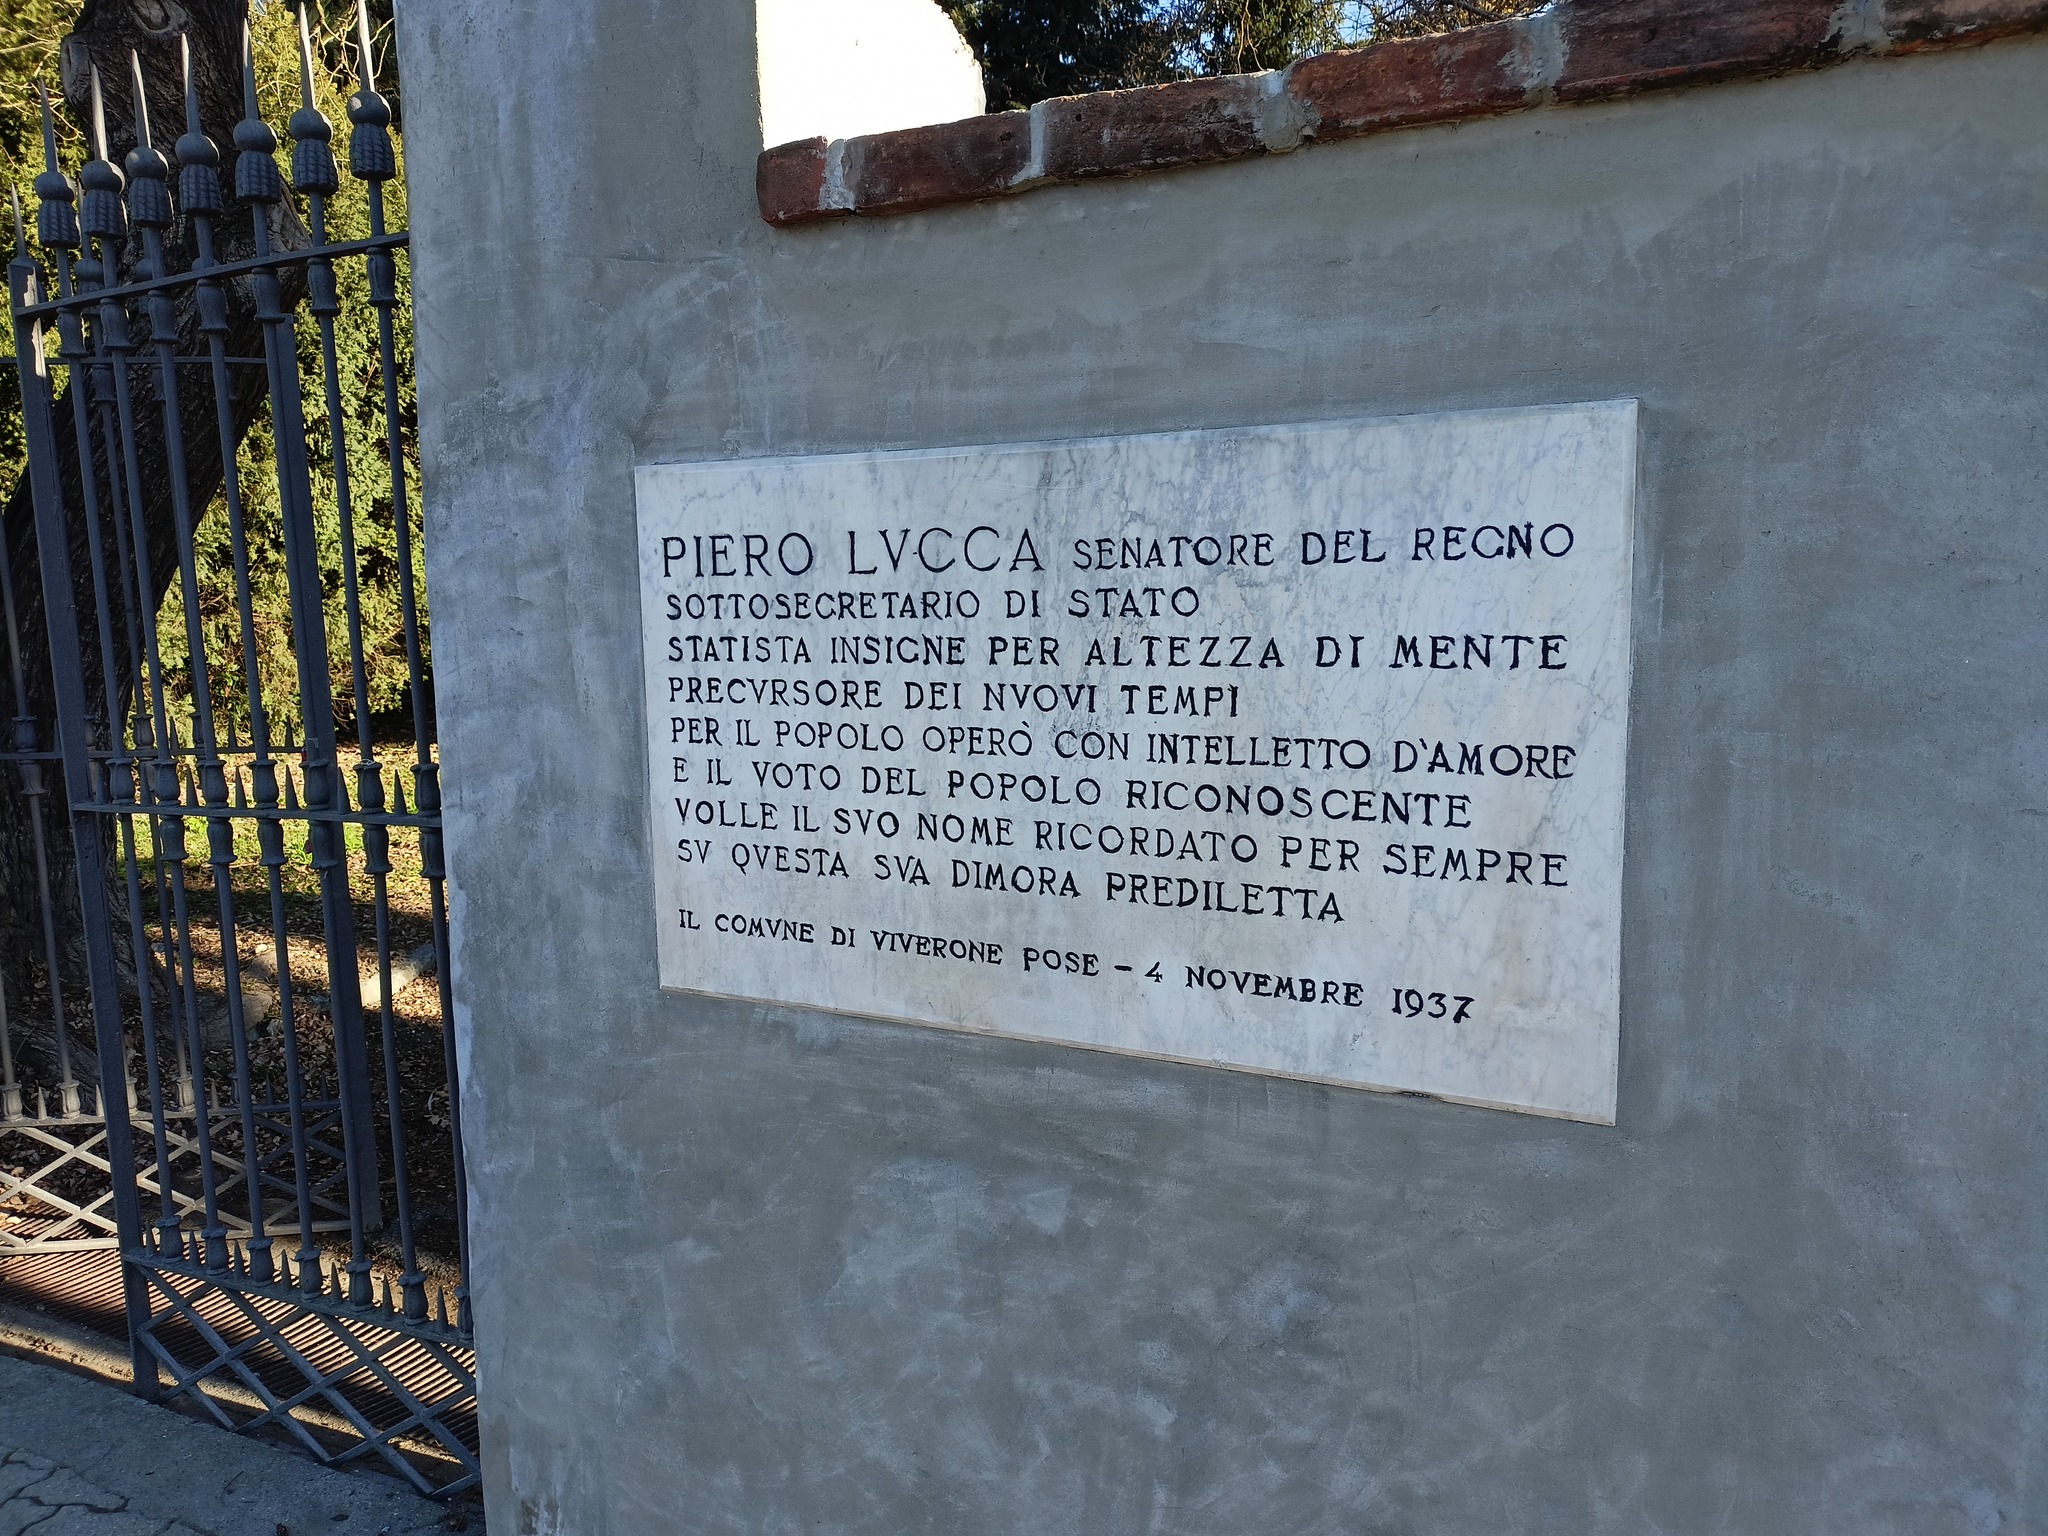 PIERO LVCCA SENATORE DEL REGNO
SOTTOSEGRETARIO DI STATO
STATISTA INSIGNE PER ALTEZZA DI MENTE
PRECVRSORE DEI NVOVI TEMPI
PER IL POPOLO OPERÒ CON INTELLETTO D'AMORE
E IL VOTO DEL POPOLO RICONOSCENTE
VOLLE IL SVO NOME RICORDATO PER SEMPRE
SV QVESTA SVA DIMORA PREDILETTA
IL COMVNE DI VIVERONE POSE - 4 NOVEMBRE 1937